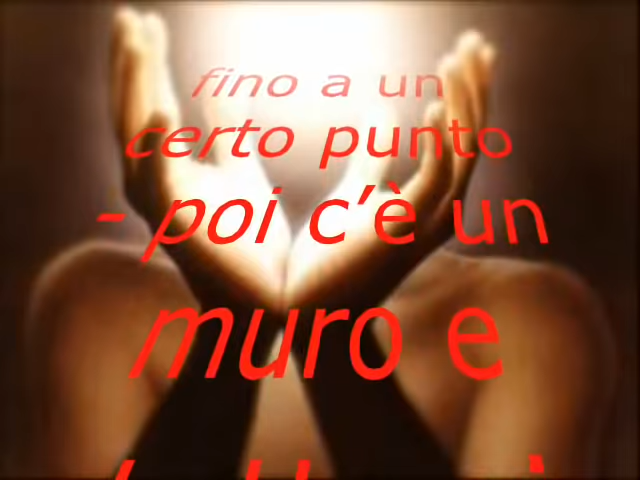 fino a un
certo punto
- poi c'è un
muro e